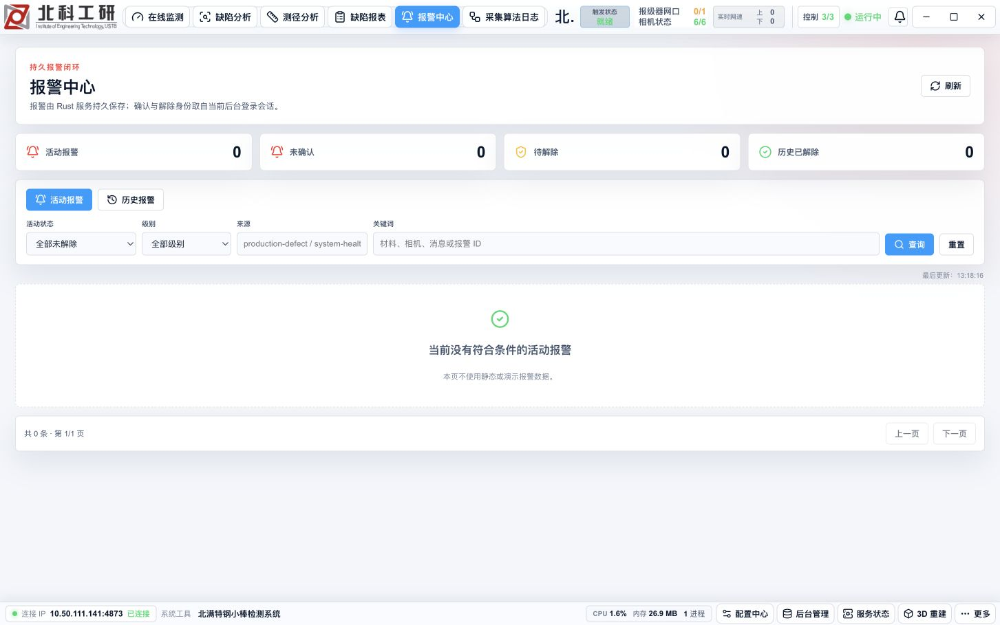 北科工研
Institute of Engineering Technology, USTB
在线监测
缺陷分析
测径分析
缺陷报表
报警中心
采集算法日志
北.
触发状态
就绪
报级器网口 0/1
相机状态 6/6
实时网速
上 0
下 0
控制 3/3
运行中
持久报警闭环
报警中心
报警由 Rust 服务持久保存；确认与解除身份取自当前后台登录会话。
刷新
活动报警 0
未确认 0
待解除 0
历史已解除 0
活动报警
历史报警
活动状态
级别
来源
关键词
全部未解除
全部级别
production-defect / system-healt
材料、相机、消息或报警 ID
查询
重置
最后更新： 13:18:16
当前没有符合条件的活动报警
本页不使用静态或演示报警数据。
共 0 条 · 第 1/1 页
上一页
下一页
连接 IP 10.50.111.141:4873 已连接
系统工具 北满特钢小棒检测系统
CPU 1.6% 内存 26.9 MB 1 进程
配置中心
后台管理
服务状态
3D 重建
更多